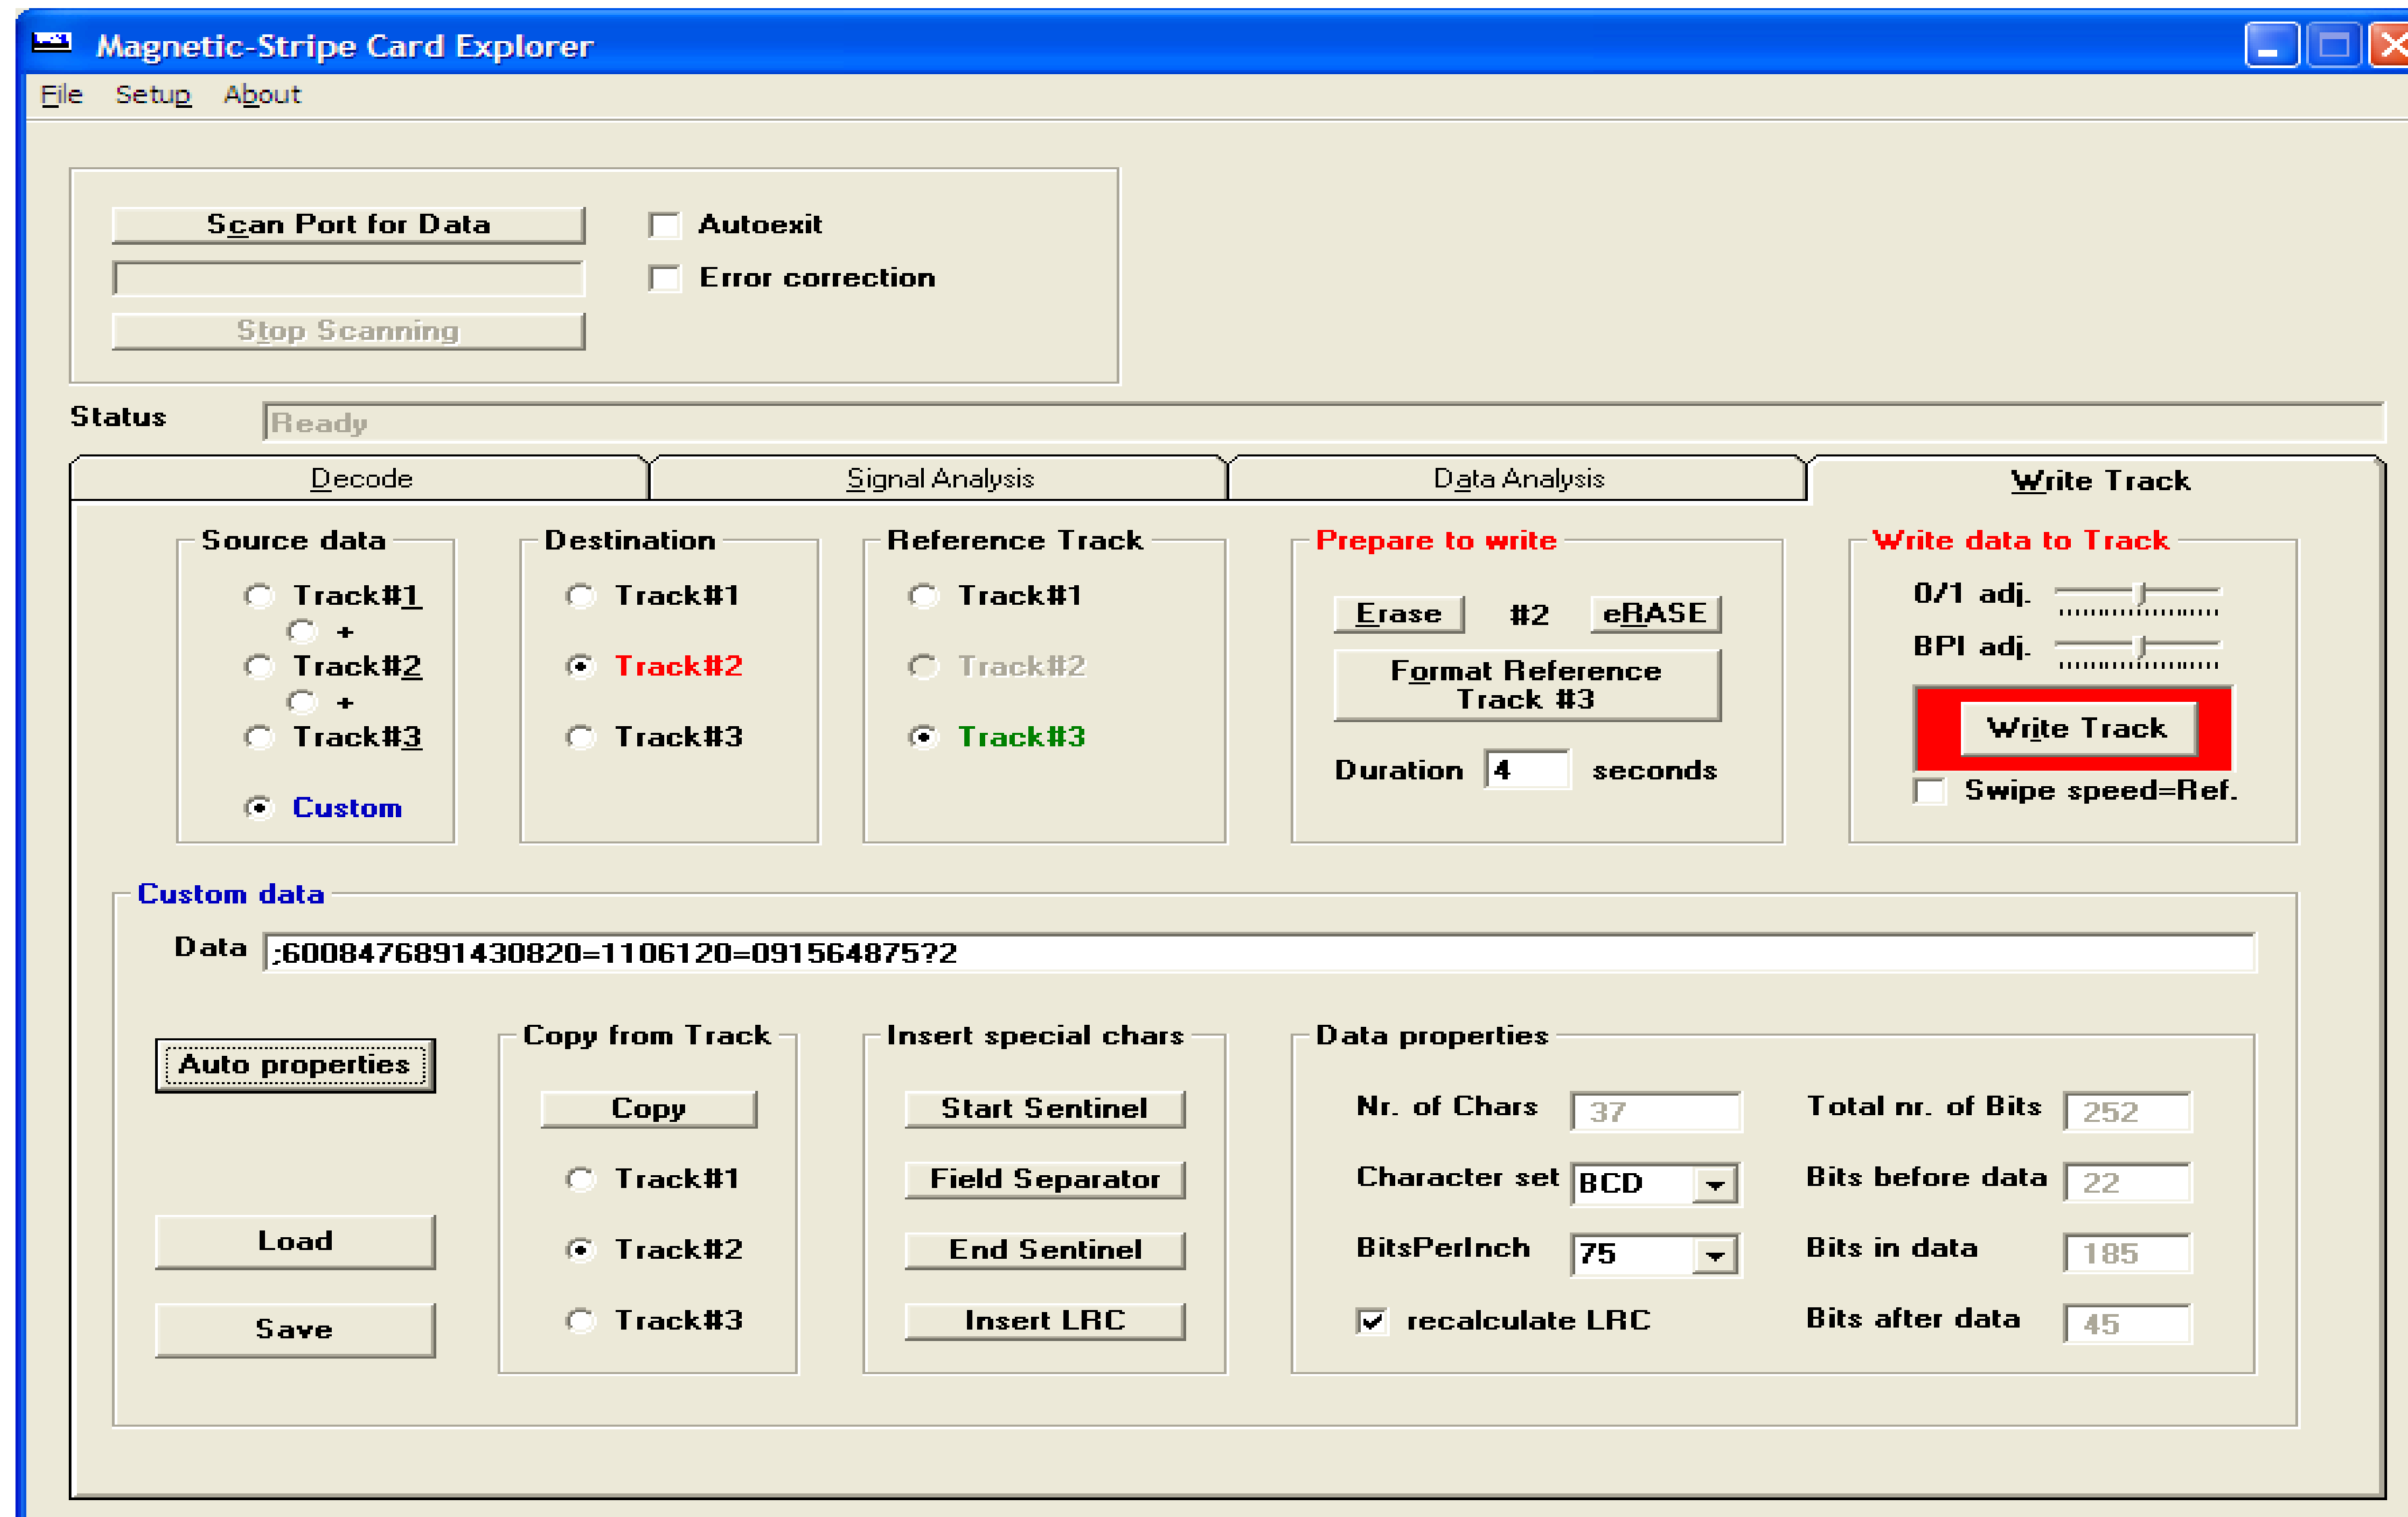 Magnetic-Stripe Card Explorer
File Setup About
Scan Port for Data
Autoexit
Error correction
Stop Scanning
Status Ready
Decode Signal Analysis Data Analysis Write Track
Source data
Track#1
+
Track#2
+
Track#3
Custom
Destination
Track#1
Track#2
Track#3
Reference Track
Track#1
Track#2
Track#3
Prepare to write
Erase #2 eRASE
Format Reference
Track #3
Duration 4 seconds
Write data to Track
0/1 adj.
BPI adj.
Write Track
Swipe speed=Ref.
Custom data
Data ;6008476891430820=1106120=091564875?2
Auto properties
Load
Save
Copy from Track
Copy
Track#1
Track#2
Track#3
Insert special chars
Start Sentinel
Field Separator
End Sentinel
Insert LRC
Data properties
Nr. of Chars 37 Total nr. of Bits 252
Character set BCD Bits before data 22
BitsPerInch 75 Bits in data 185
recalculate LRC Bits after data 45